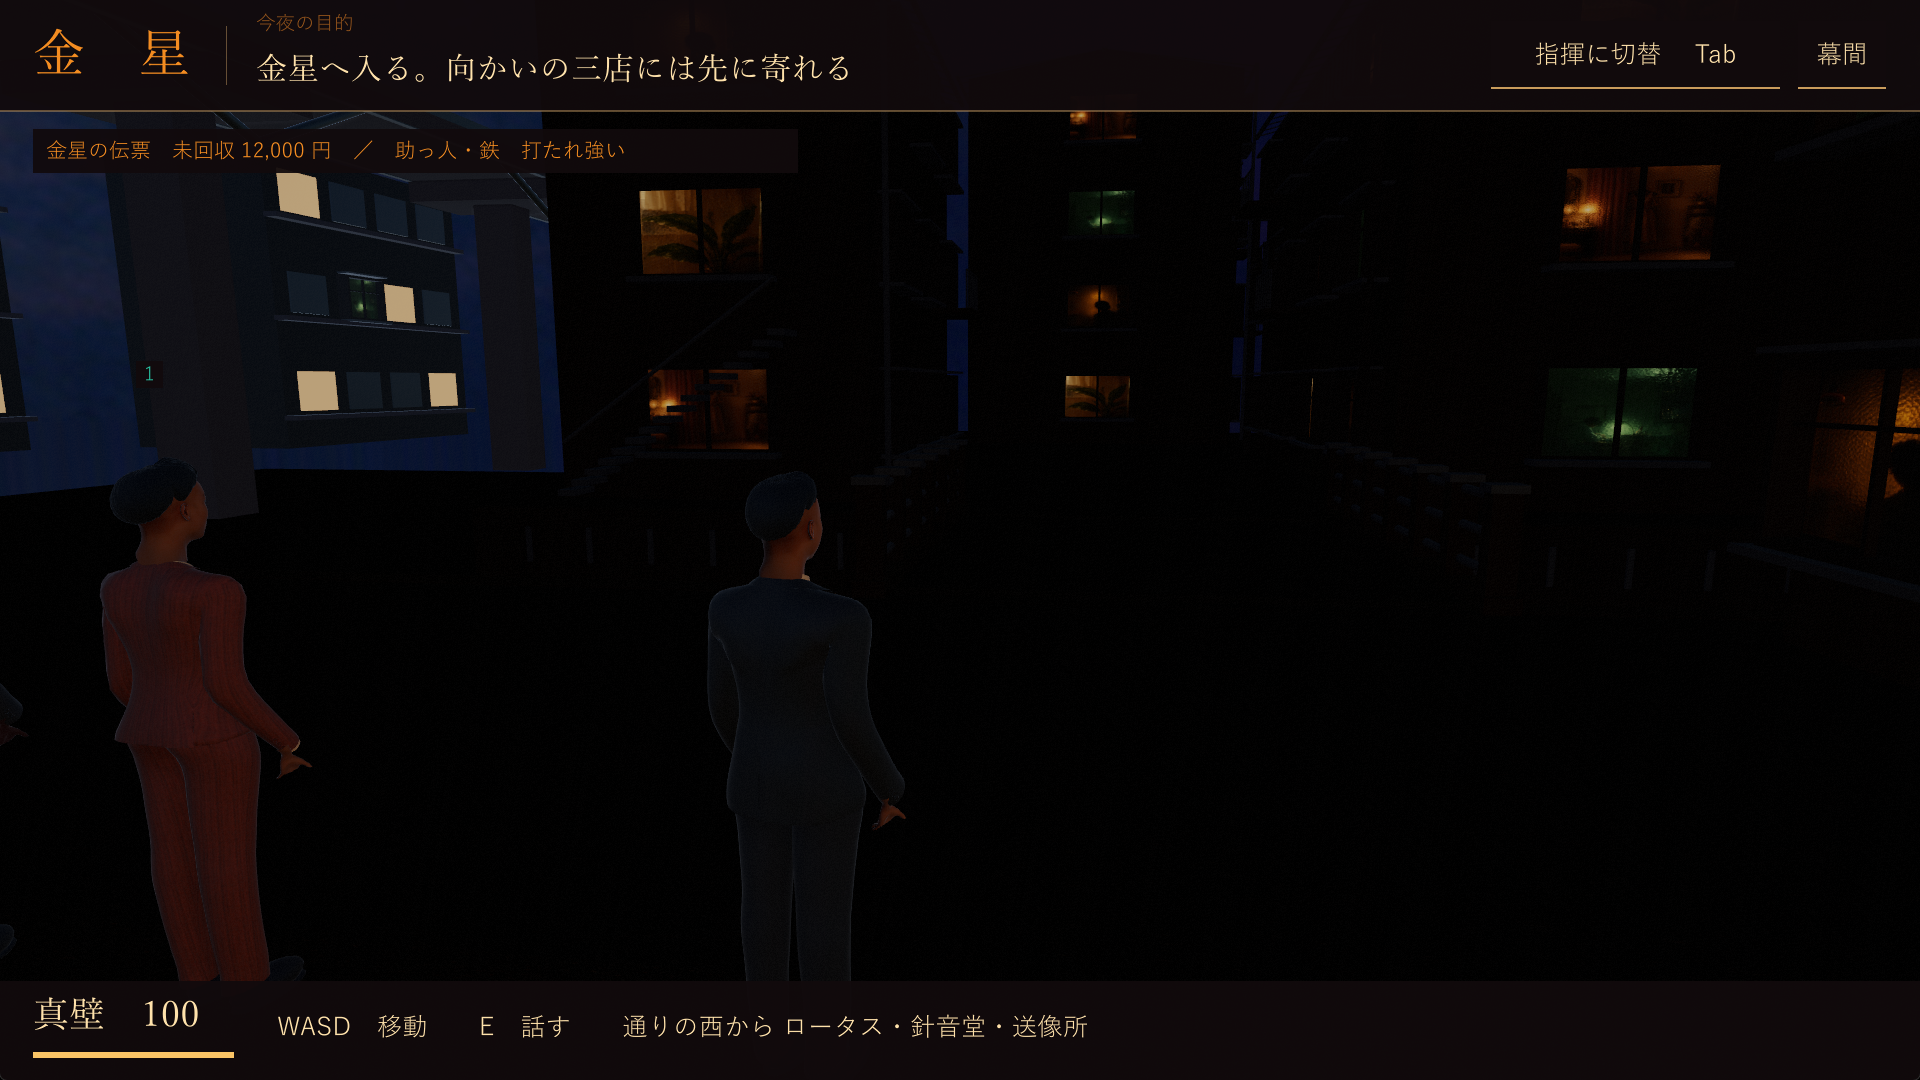 金 星
今夜の目的
金星へ入る。向かいの三店には先に寄れる
指揮に切替 Tab
幕間
金星の伝票 未回収 12,000 円 ／ 助っ人・鉄 打たれ強い
1
真壁 100
WASD 移動 E 話す 通りの西から ロータス・針音堂・送像所